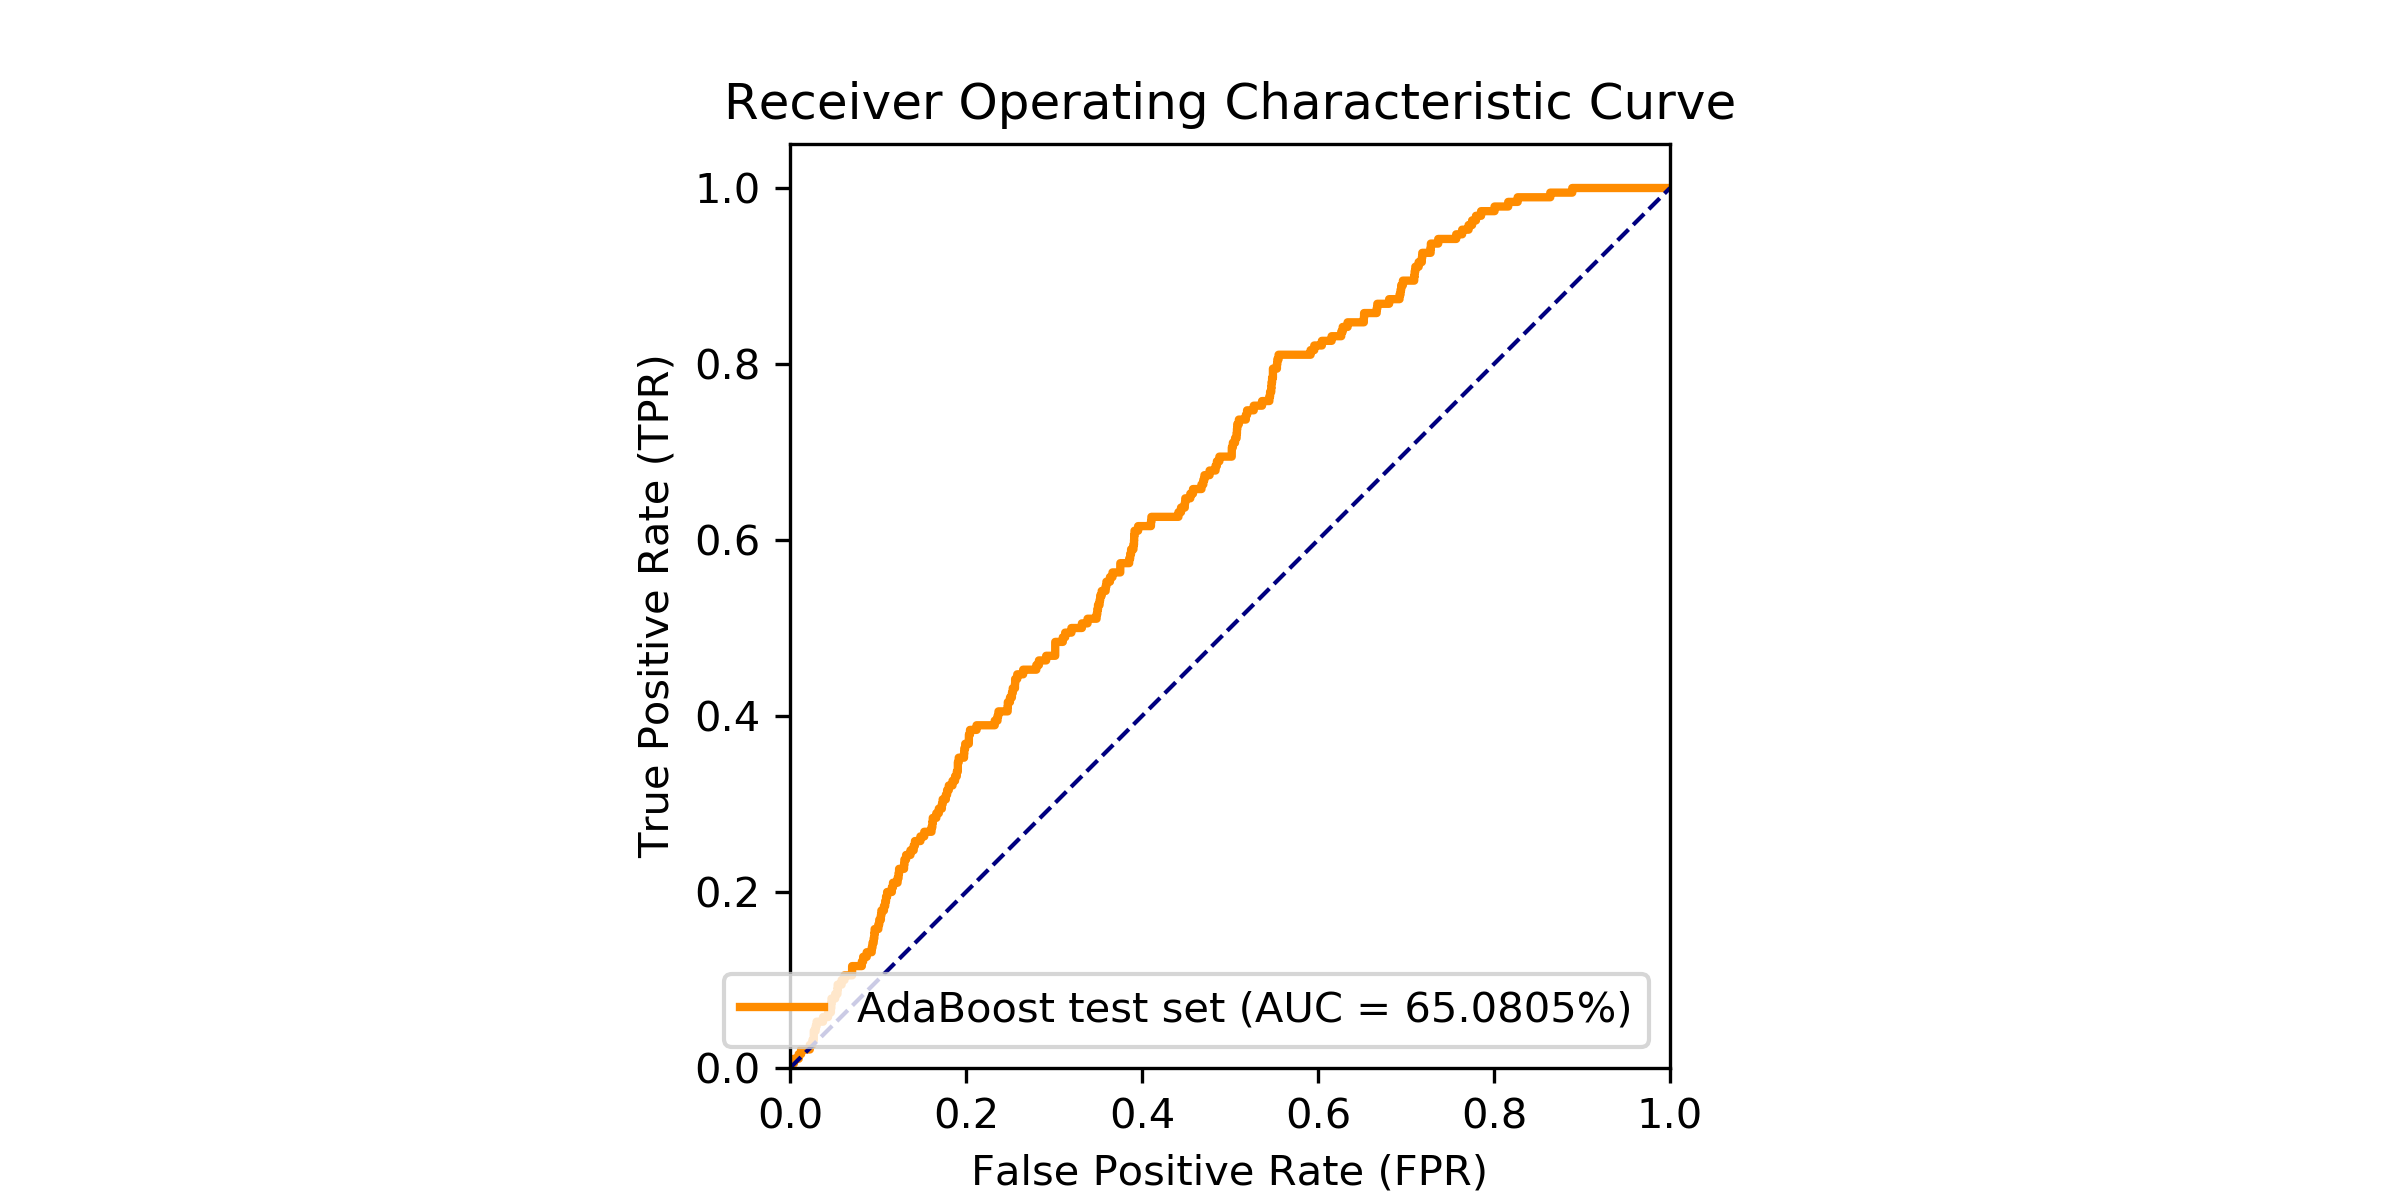 Receiver Operating Characteristic Curve
1.0
0.8
0.6
0.4
0.2
0.0
True Positive Rate (TPR)
AdaBoost test set (AUC = 65.0805%)
0.0 0.2 0.4 0.6 0.8 1.0
False Positive Rate (FPR)